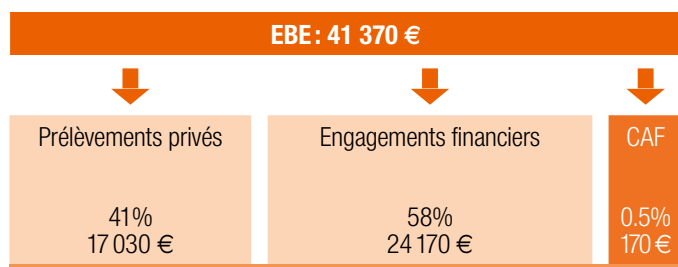 EBE : 41 370 €
Prélèvements privés
41%
17 030 €
Engagements financiers
58%
24 170 €
CAF
0.5%
170 €